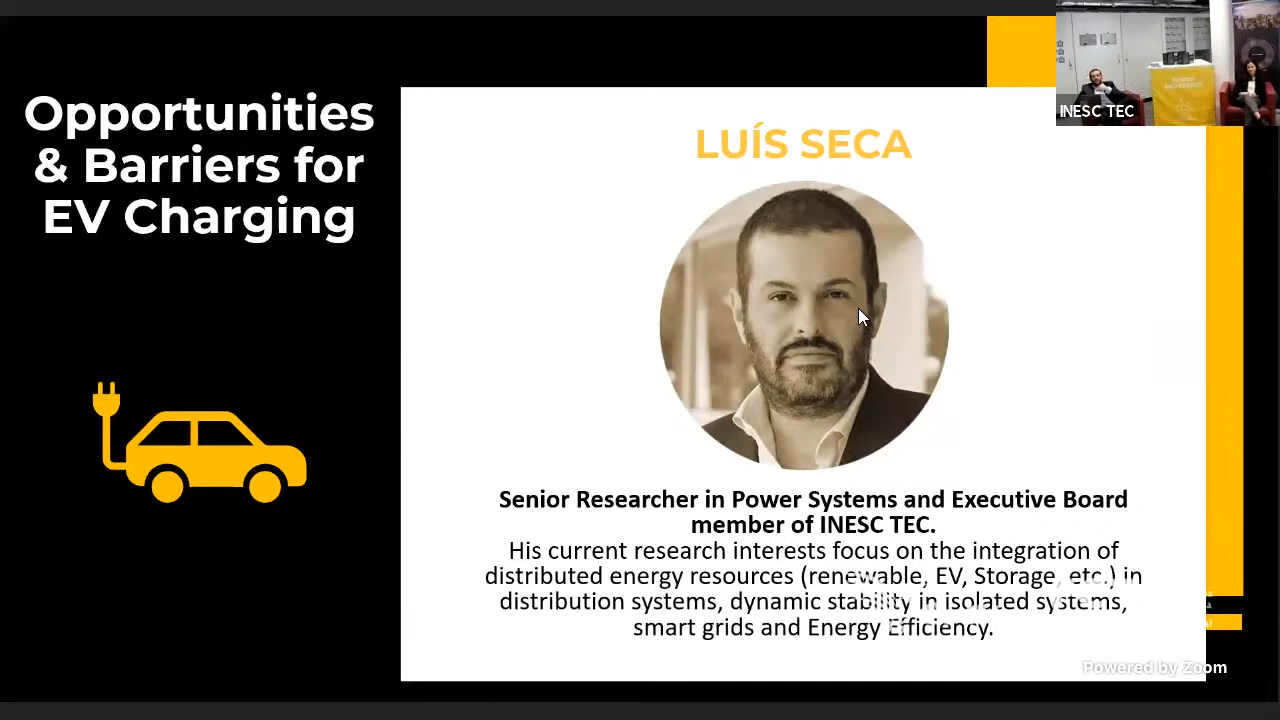 Opportunities
& Barriers for
EV Charging
INESC TEC
LUÍS SECA
Senior Researcher in Power Systems and Executive Board
member of INESC TEC.
His current research interests focus on the integration of
distributed energy resources (renewable, EV, Storage, etc.) in
distribution systems, dynamic stability in isolated systems,
smart grids and Energy Efficiency.
Powered by Zoom